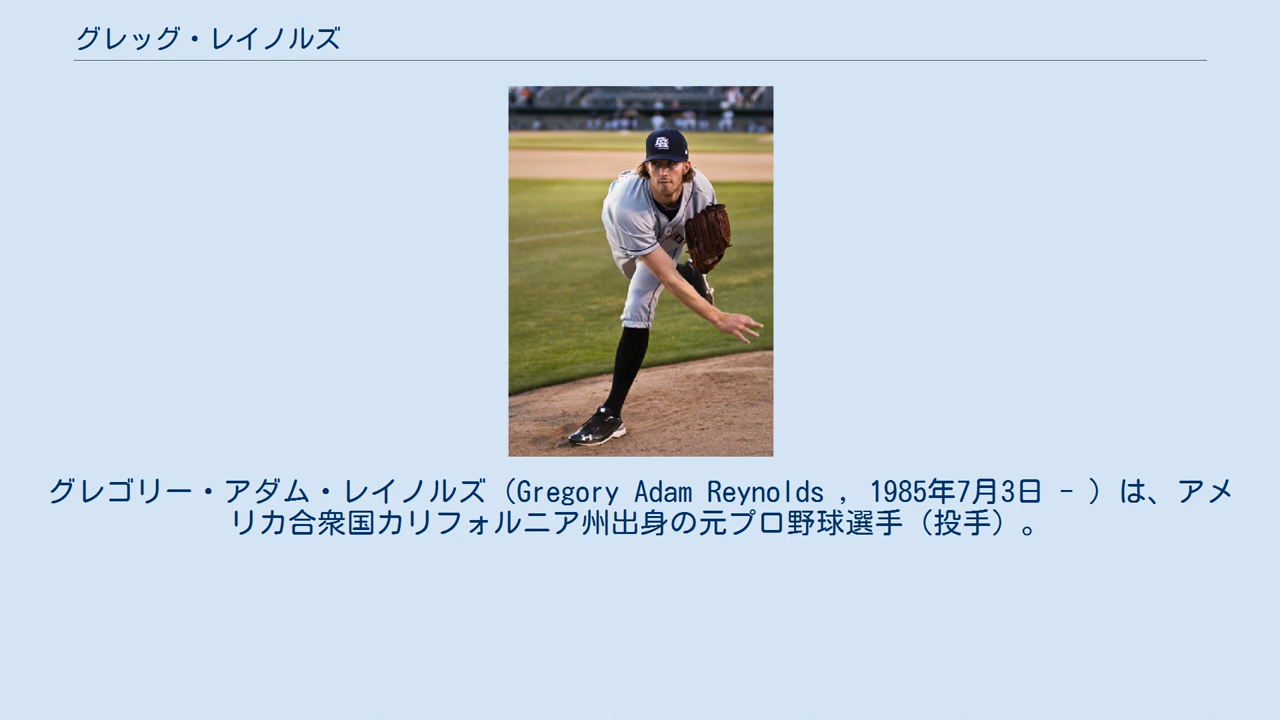 グレッグ・レイノルズ
グレゴリー・アダム・レイノルズ（Gregory Adam Reynolds , 1985年7月3日 - ）は、アメ
リカ合衆国カリフォルニア州出身の元プロ野球選手（投手）。